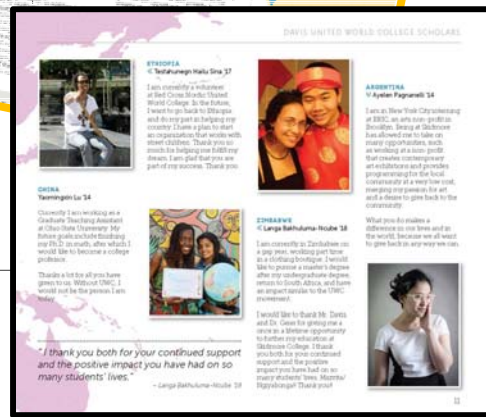 DAVIS UNITED WORLD COLLEGE SCHOLARS
ETHIOPIA
< Testahunegn Hailu Sina '17
I am currently a volunteer
at Red Cross Nordic United
World College. In the future,
I want to go back to Ethiopia
and do my part in helping my
country. I have a plan to start
an organization that works with
street children. Thank you so
much for helping me fulfill my
dream. I am glad that you are
part of my success. Thank you.
CHINA
Yaomingxin Lu '14
Currently I am working as a
Graduate Teaching Assistant
at Ohio State University. My
future goals include finishing
my Ph.D. in math, after which I
would like to become a college
professor.
Thanks a lot for all you have
given to us. Without UWC, I
would not be the person I am
today.
"I thank you both for your continued support
and the positive impact you have had on so
many students' lives."
– Langa Bakhuluma-Ncube '18
ZIMBABWE
< Langa Bakhuluma-Ncube '18
I am currently in Zimbabwe on
a gap year, working part time
in a clothing boutique. I would
like to pursue a master's degree
after my undergraduate degree,
return to South Africa, and have
an impact similar to the UWC
movement.
I would like to thank Mr. Davis
and Dr. Geier for giving me a
once in a lifetime opportunity
to further my education at
Skidmore College. I thank
you both for your continued
support and the positive
impact you have had on so
many students' lives.
Thank you!
ARGENTINA
Ayelen Pagnanelli '14
I am in New York City interning
at BRIC, an arts non-profit in
Brooklyn. Being at Skidmore
has allowed me to take on
many opportunities, such
as working at a non-profit
that creates contemporary
art exhibitions and provides
programming for the local
community at a very low cost,
merging my passion for art
and a desire to give back to the
community.
What you do makes a
difference in our lives and in
the world, because we all want
to give back in any way we can.